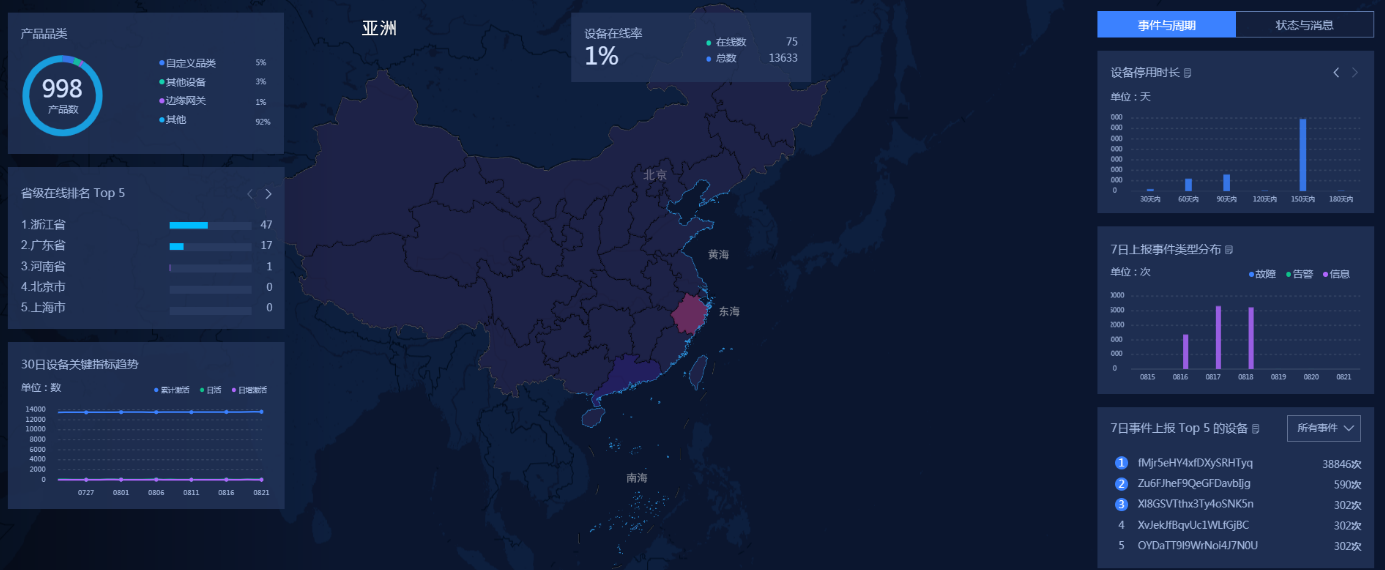 产品品类
998
产品数
自定义品类 5%
其他设备 3%
边缘网关 1%
其他 92%
省级在线排名 Top 5
1.浙江省 47
2.广东省 17
3.河南省 1
4.北京市 0
5.上海市 0
30日设备关键指标趋势
单位：数
累计激活 日活 日增激活
14000
12000
10000
8000
6000
4000
2000
0
0727 0801 0806 0811 0816 0821
亚洲
设备在线率
1%
在线数 75
总数 13633
北京
黄海
东海
南海
事件与周期 状态与消息
设备停用时长
单位：天
000
000
000
000
000
000
000
0
30天内 60天内 90天内 120天内 150天内 180天内
7日上报事件类型分布
单位：次
故障 告警 信息
0000
5000
2000
000
000
0
0815 0816 0817 0818 0819 0820 0821
7日事件上报 Top 5 的设备
所有事件
1 fMjr5eHY4xfDXySRHTyq 38846次
2 Zu6FJheF9QeGFDavbIjg 590次
3 Xl8GSVTthx3Ty4oSNK5n 302次
4 XvJekJfBqvUc1WLfGjBC 302次
5 OYDaTT9I9WrNoi4J7N0U 302次